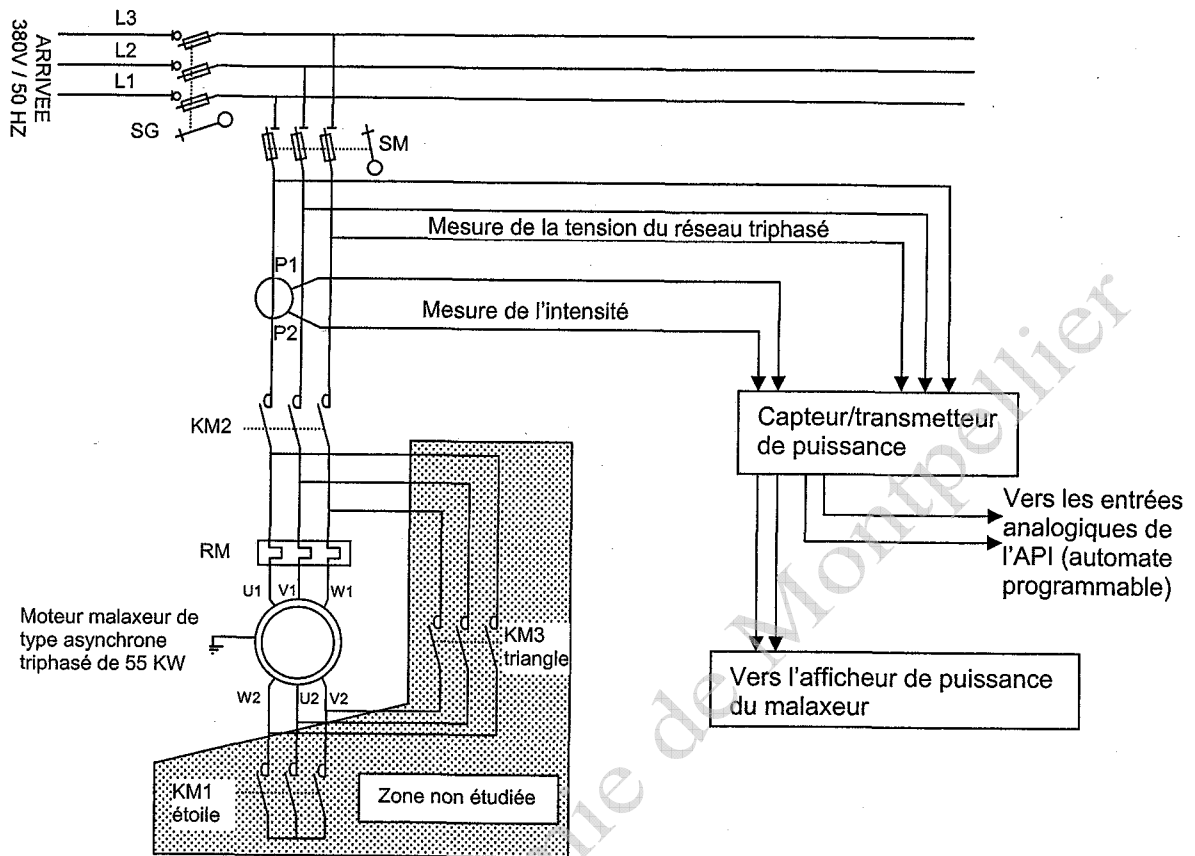 L3
L2
L1
ARRIVEE
380V / 50 HZ
SG
SM
Mesure de la tension du réseau triphasé
P1
Mesure de l'intensité
P2
KM2
Capteur/transmetteur
de puissance
Vers les entrées
analogiques de
l'API (automate
programmable)
RM
U1 V1 W1
Moteur malaxeur de
type asynchrone
triphasé de 55 KW
KM3
triangle
Vers l'afficheur de puissance
du malaxeur
W2 U2 V2
KM1
étoile
Zone non étudiée
ne de Montpellier